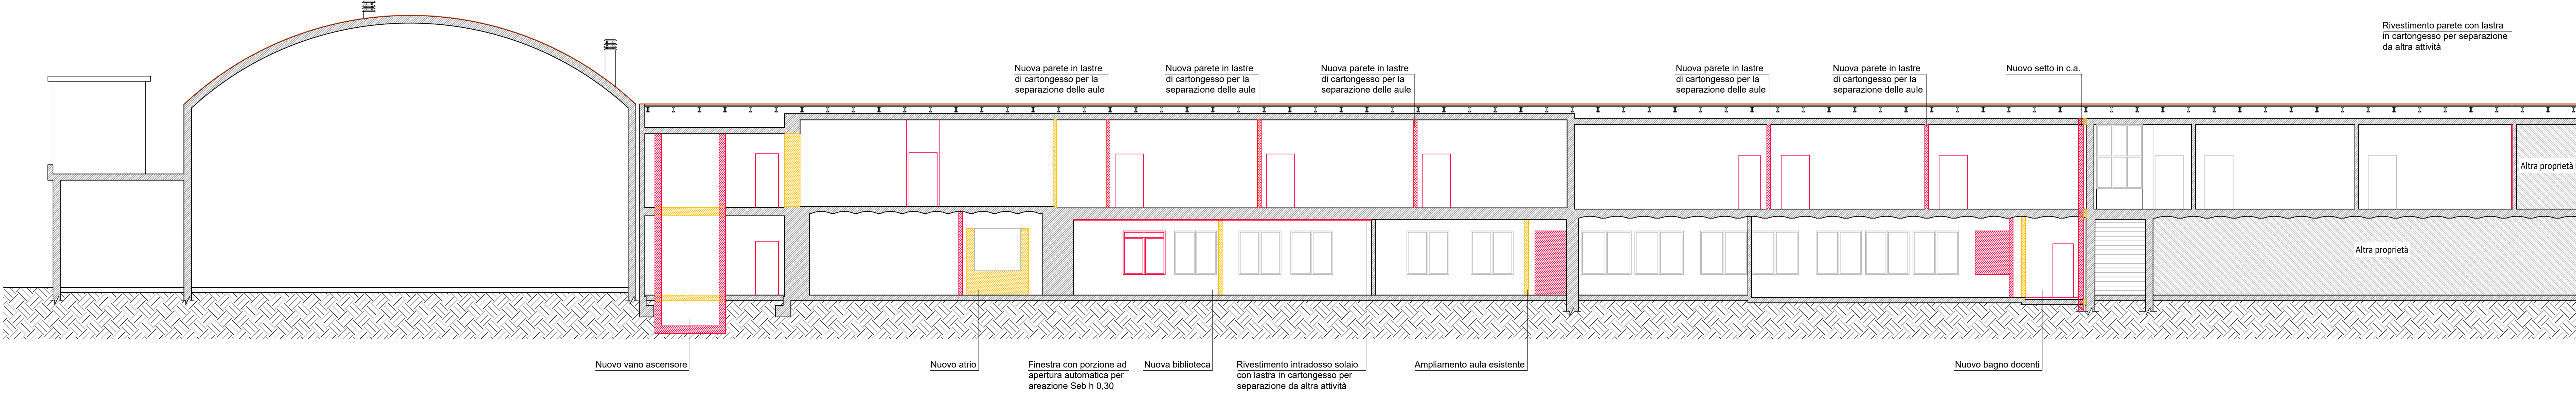 Rivestimento parete con lastra
in cartongesso per separazione
da altra attività
Nuova parete in lastre
di cartongesso per la
separazione delle aule
Nuova parete in lastre
di cartongesso per la
separazione delle aule
Nuova parete in lastre
di cartongesso per la
separazione delle aule
Nuova parete in lastre
di cartongesso per la
separazione delle aule
Nuova parete in lastre
di cartongesso per la
separazione delle aule
Nuovo setto in c.a.
Altra proprietà
Altra proprietà
Nuovo vano ascensore
Nuovo atrio
Finestra con porzione ad
apertura automatica per
areazione Seb h 0,30
Nuova biblioteca
Rivestimento intradosso solaio
con lastra in cartongesso per
separazione da altra attività
Ampliamento aula esistente
Nuovo bagno docenti